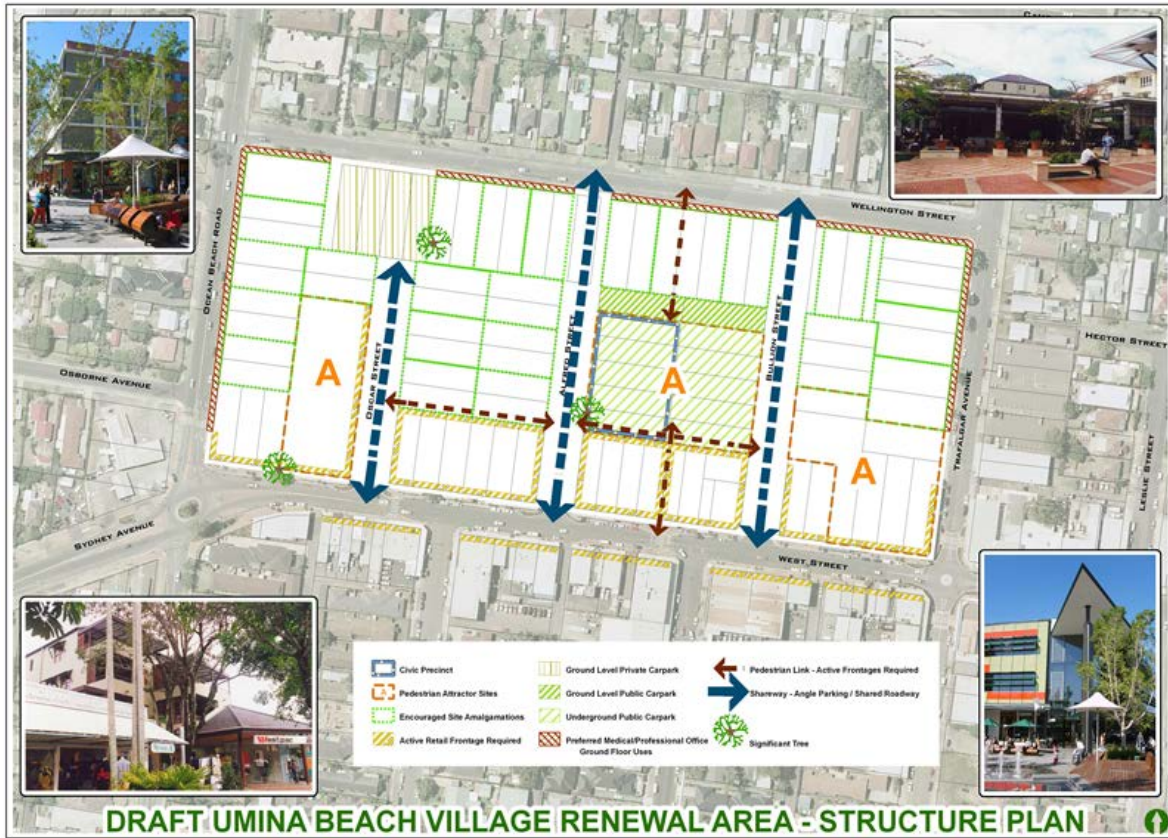 WELLINGTON STREET
OCEAN BEACH ROAD
OSBORNE AVENUE
SYDNEY AVENUE
OSCAR STREET
ALFRED STREET
BULLION STREET
TRAFALGAR AVENUE
HECTOR STREET
LESLIE STREET
WEST STREET
A
A
A
Westpac
Civic Precinct
Pedestrian Attractor Sites
Encouraged Site Amalgamations
Active Retail Frontage Required
Ground Level Private Carpark
Ground Level Public Carpark
Underground Public Carpark
Preferred Medical/Professional Office
Ground Floor Uses
Pedestrian Link - Active Frontages Required
Shareway - Angle Parking / Shared Roadway
Significant Tree
DRAFT UMINA BEACH VILLAGE RENEWAL AREA - STRUCTURE PLAN